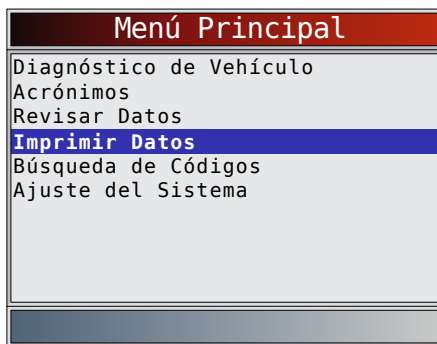 Menú Principal
Diagnóstico de Vehículo
Acrónimos
Revisar Datos
Imprimir Datos
Búsqueda de Códigos
Ajuste del Sistema